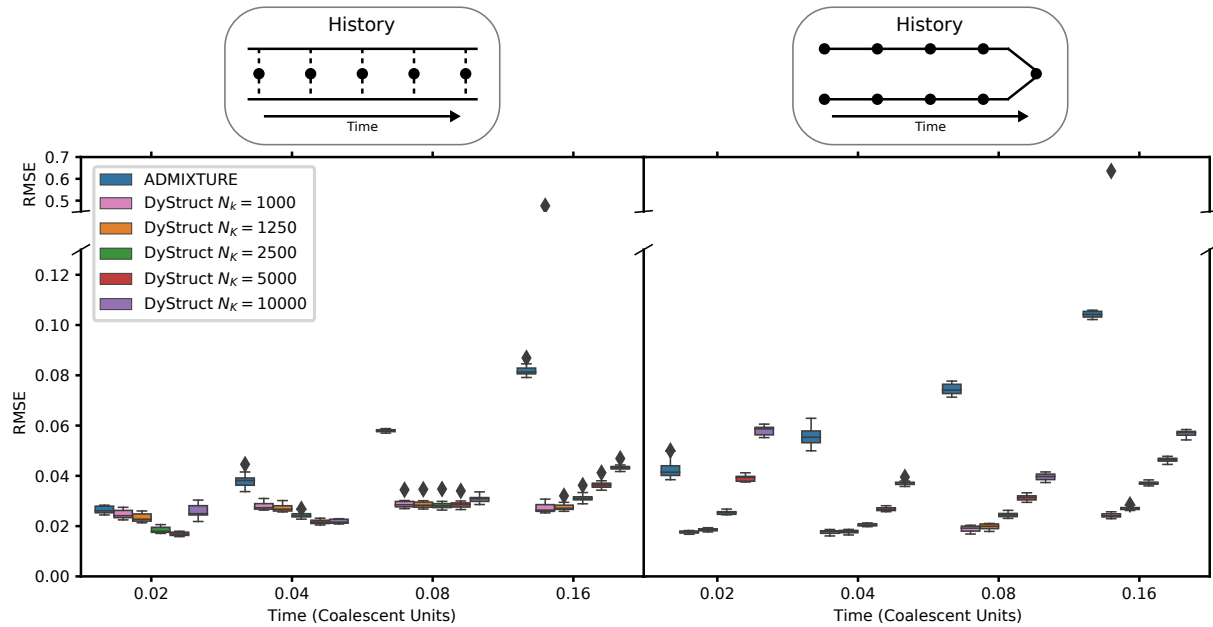 History
Time
History
Time
RMSE
0.7
0.6
0.5
ADMIXTURE
DyStruct N_k = 1000
DyStruct N_K = 1250
DyStruct N_K = 2500
DyStruct N_K = 5000
DyStruct N_K = 10000
RMSE
0.12
0.10
0.08
0.06
0.04
0.02
0.00
0.02 0.04 0.08 0.16
Time (Coalescent Units)
0.02 0.04 0.08 0.16
Time (Coalescent Units)